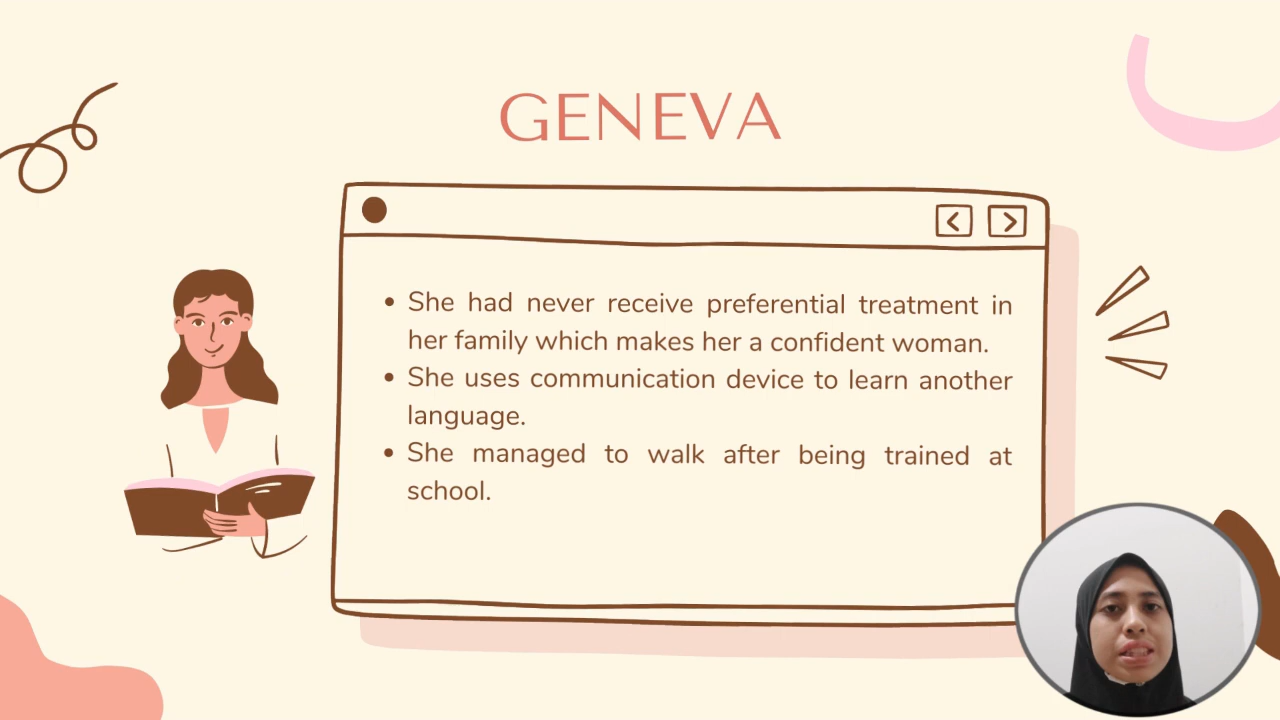 GENEVA
She had never receive preferential treatment in
her family which makes her a confident woman.
She uses communication device to learn another
language.
She managed to walk after being trained at
school.